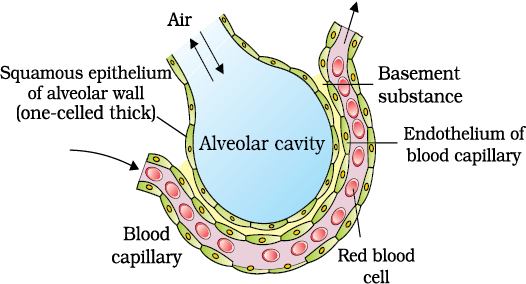 Air
Squamous epithelium
of alveolar wall
(one-celled thick)
Alveolar cavity
Basement
substance
Endothelium of
blood capillary
Blood
capillary
Red blood
cell